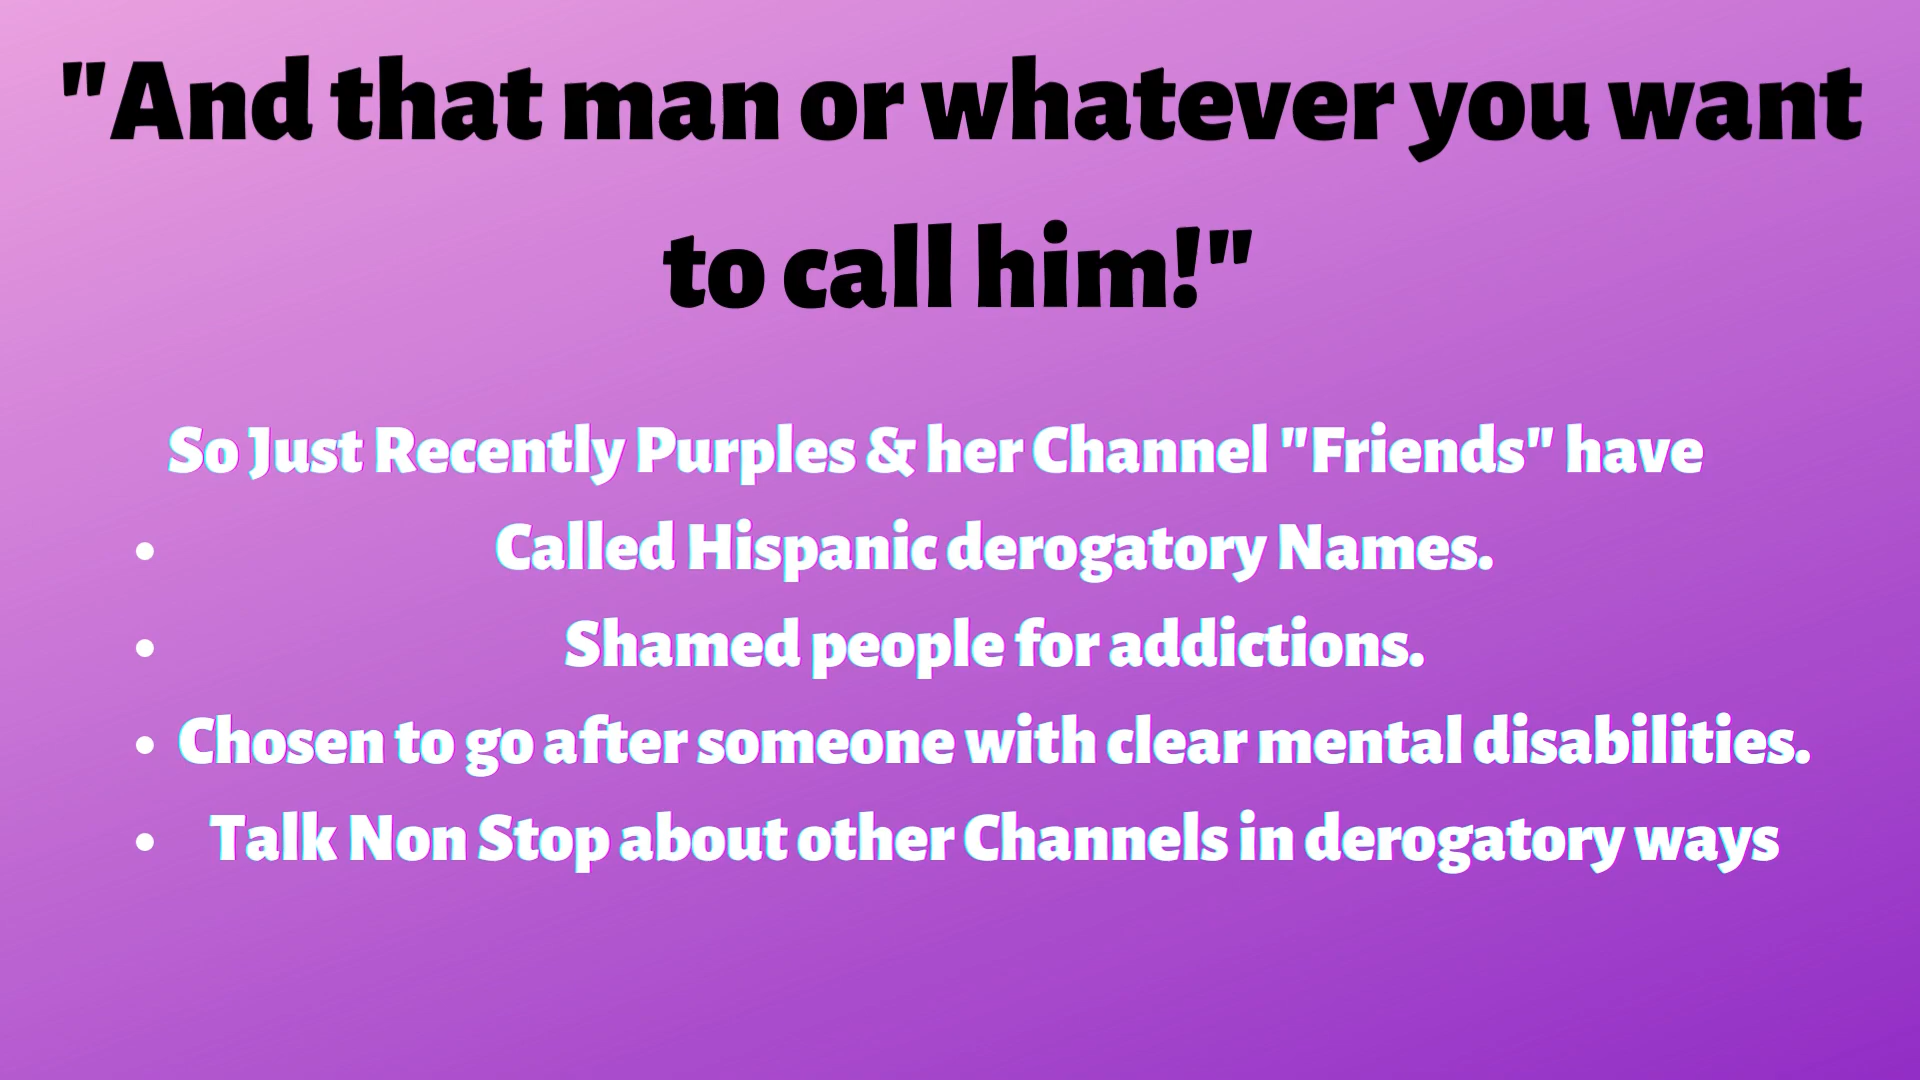 "And that man or whatever you want
to call him!"
So Just Recently Purples & her Channel "Friends" have
• Called Hispanic derogatory Names.
• Shamed people for addictions.
• Chosen to go after someone with clear mental disabilities.
• Talk Non Stop about other Channels in derogatory ways